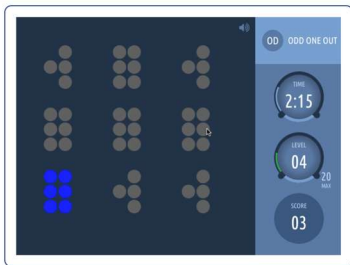 OD ODD ONE OUT
TIME
2:15
LEVEL
04
20
MAX
SCORE
03